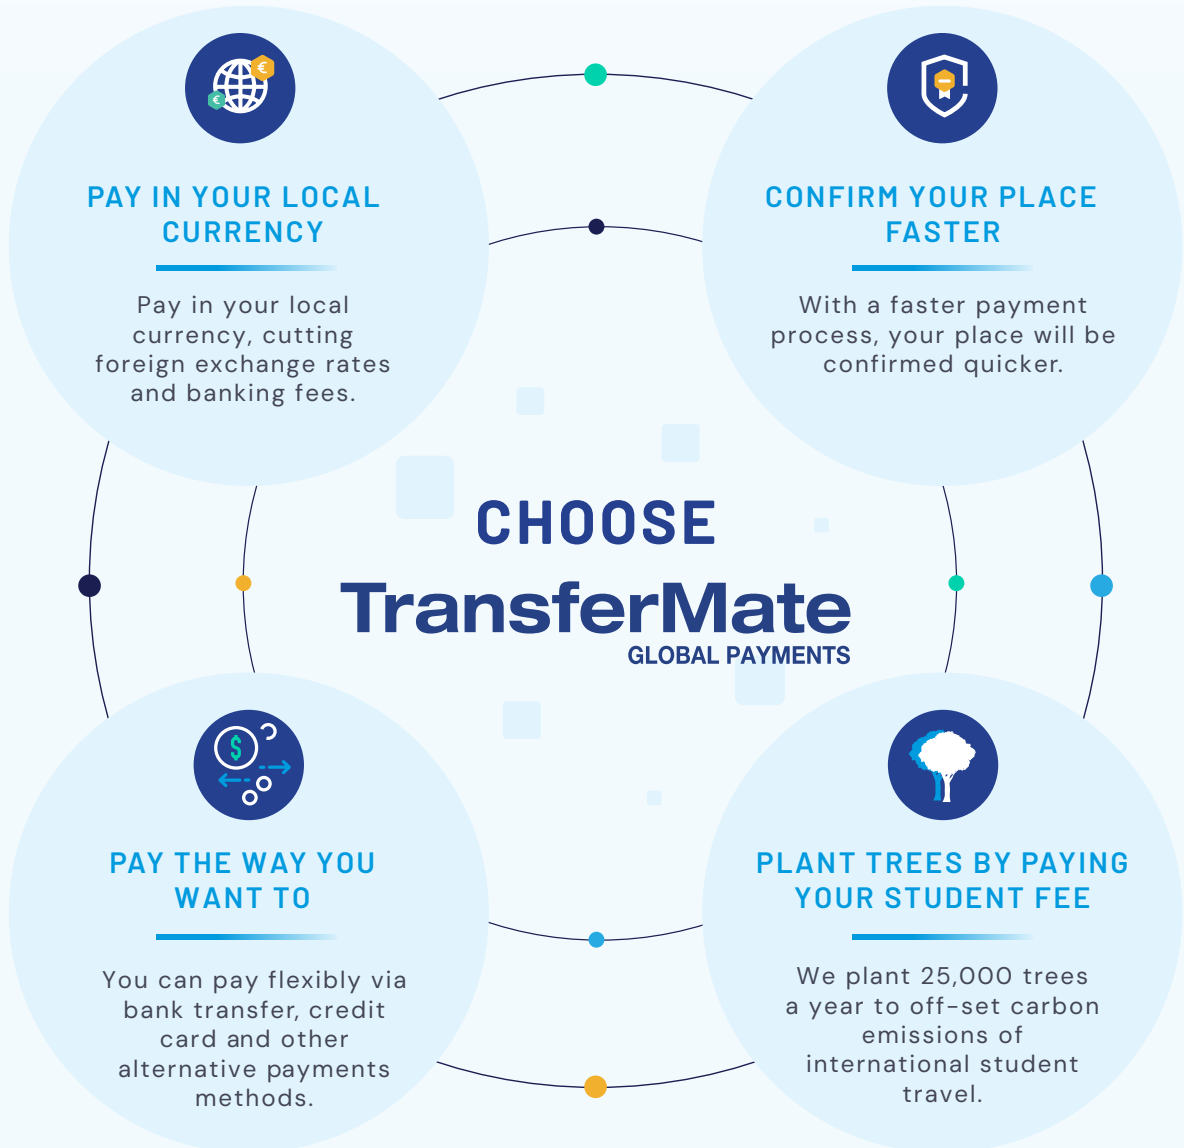 PAY IN YOUR LOCAL
CURRENCY
Pay in your local
currency, cutting
foreign exchange rates
and banking fees.
CONFIRM YOUR PLACE
FASTER
With a faster payment
process, your place will be
confirmed quicker.
CHOOSE
TransferMate
GLOBAL PAYMENTS
PAY THE WAY YOU
WANT TO
You can pay flexibly via
bank transfer, credit
card and other
alternative payments
methods.
PLANT TREES BY PAYING
YOUR STUDENT FEE
We plant 25,000 trees
a year to off-set carbon
emissions of
international student
travel.